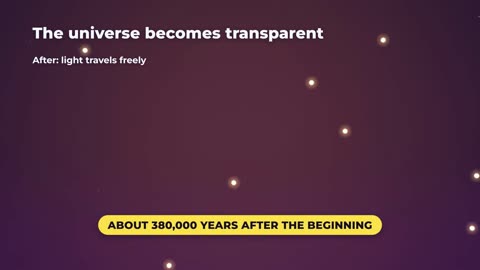 The universe becomes transparent
After: light travels freely
ABOUT 380,000 YEARS AFTER THE BEGINNING